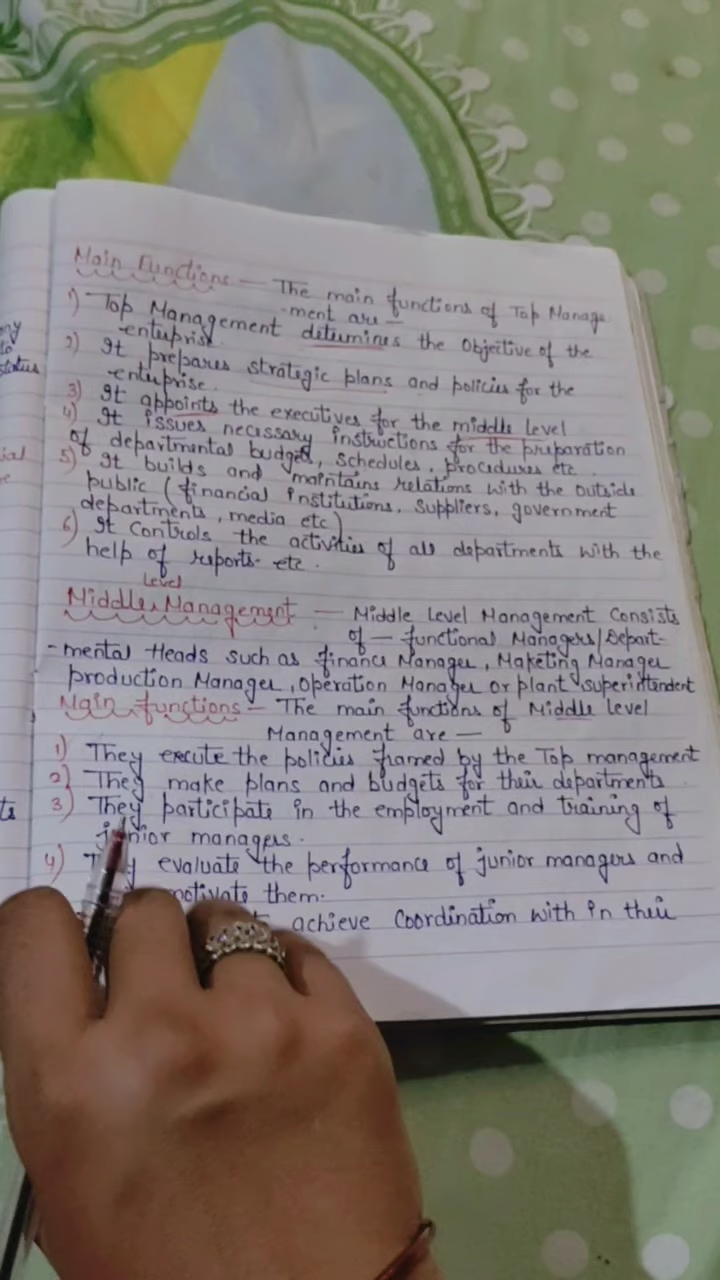 Main Functions — The main functions of Top Manage
-ment are —
1) Top Management determines the Objective of the
enterprise.
2) It prepares strategic plans and policies for the
enterprise.
3) It appoints the executives for the middle level
4) It issues necessary instructions for the preparation
of departmental budget, schedules, procedures etc.
5) It builds and maintains relations with the outside
public (financial institutions, suppliers, government
departments, media etc)
6) It controls the activities of all departments with the
help of reports etc.
Middle Level Management — Middle Level Management Consists
of — functional Managers/Depart-
-mental Heads such as finance Manager, Maketing Manager
production Manager, Operation Manager or plant superintendent
Main functions — The main functions of Middle Level
Management are —
1) They excute the policies framed by the Top management
2) They make plans and budgets for their departments
3) They participate in the employment and training of
junior managers.
4) They evaluate the performance of junior managers and
motivate them.
achieve Coordination with in their
status